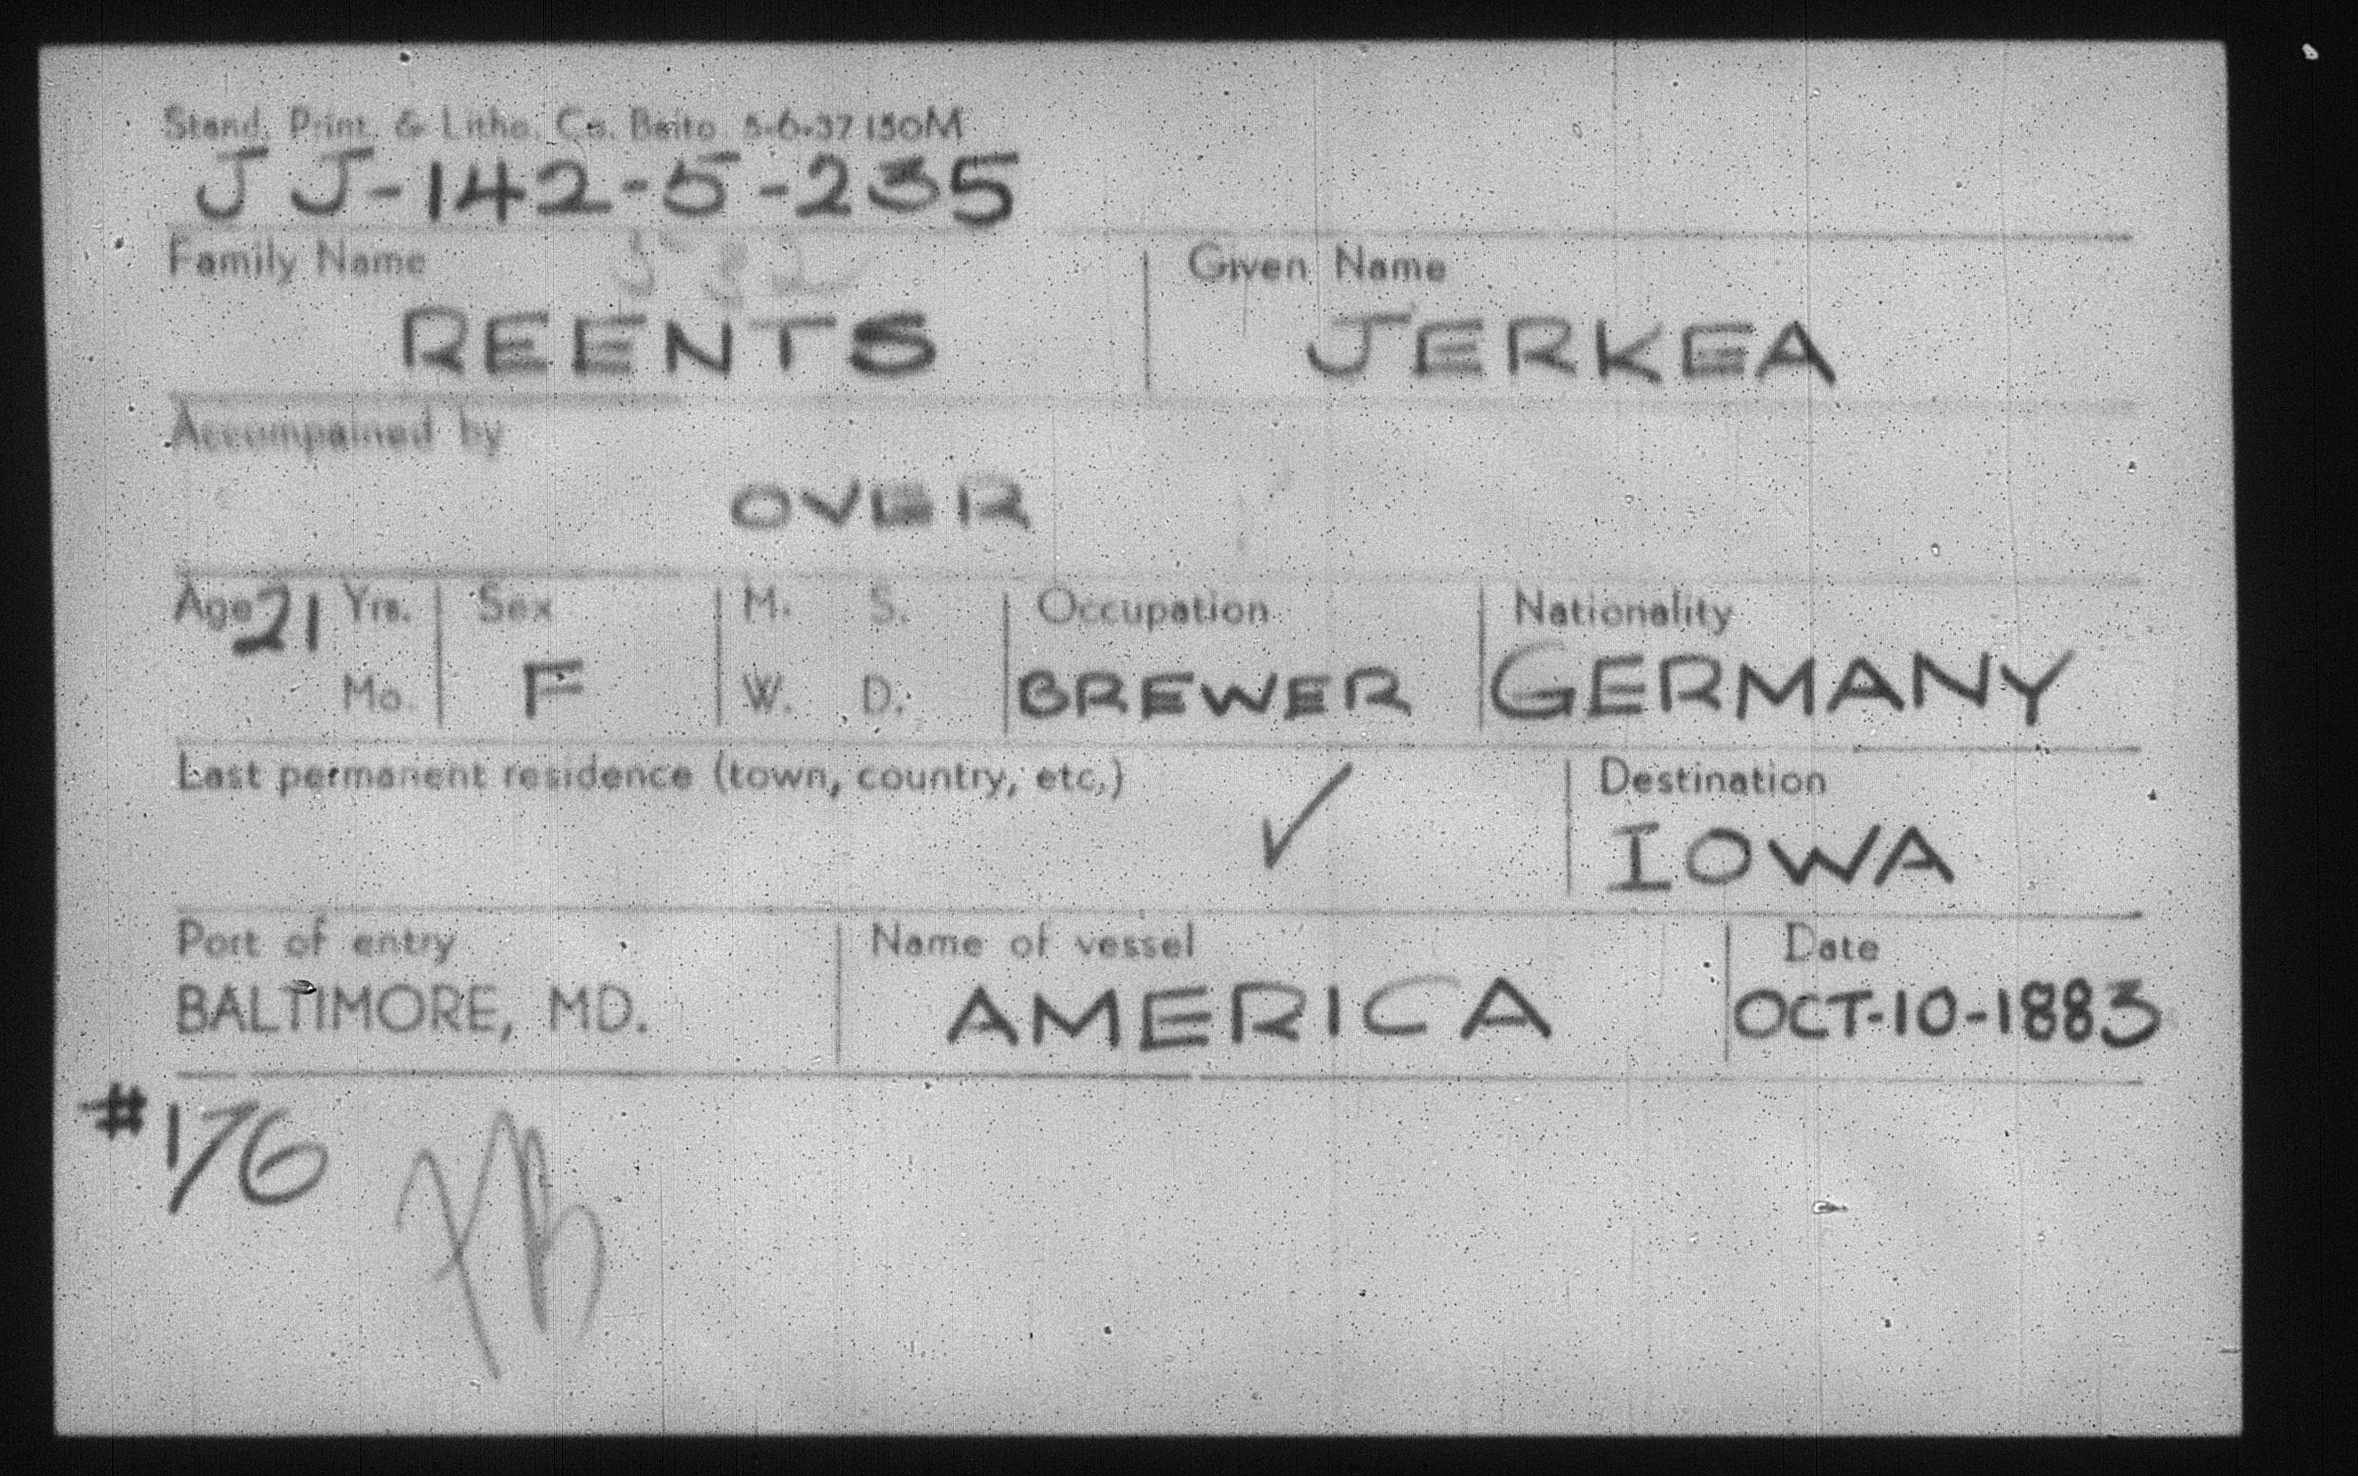 Stand. Print. & Litho. Co. Balto. 5-6-37 150M
JJ-142-5-235
Family Name 532 Given Name
REENTS JERKEA
Accompained by
OVER
Age 21 Yrs. Sex M. S. Occupation Nationality
Mo. F W. D. BREWER GERMANY
Last permanent residence (town, country, etc.) Destination
✓ IOWA
Port of entry Name of vessel Date
BALTIMORE, MD. AMERICA OCT-10-1883
#176